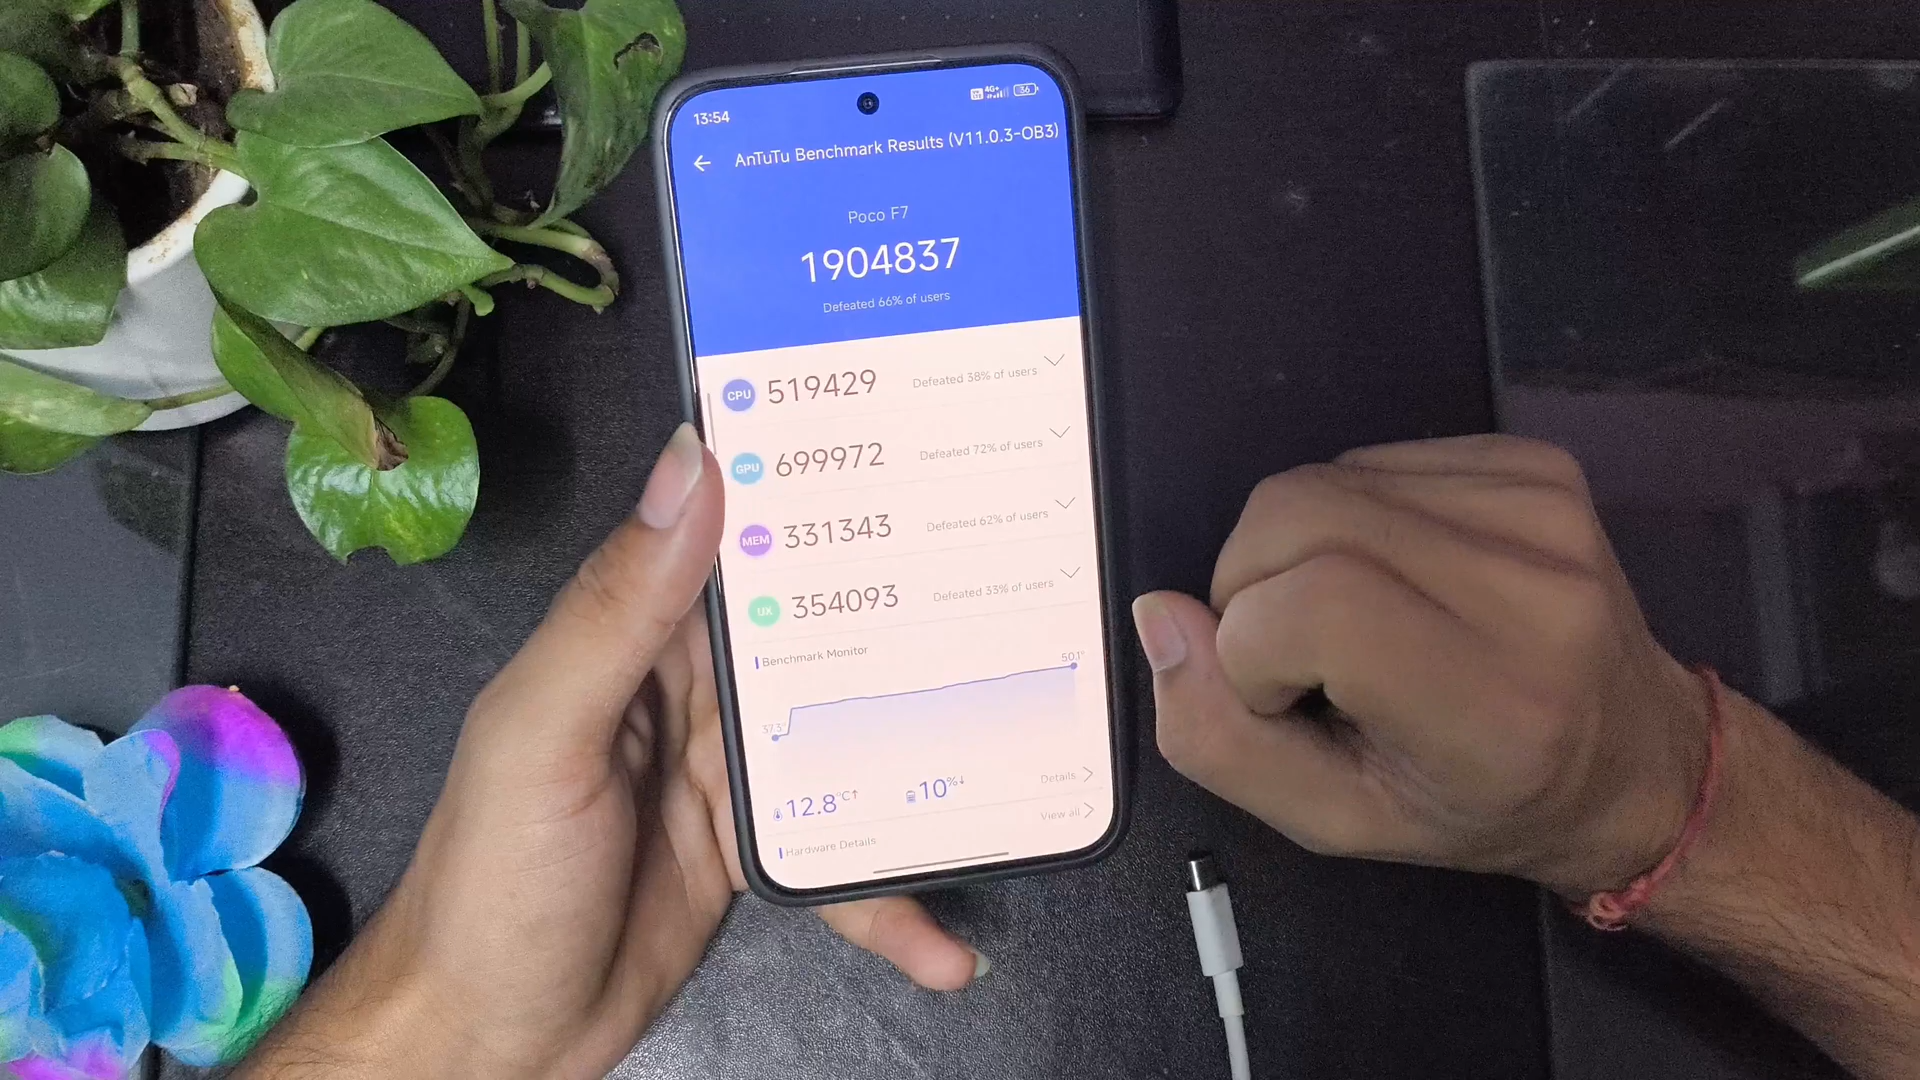 13:54
4G+ 36
AnTuTu Benchmark Results (V11.0.3-OB3)
Poco F7
1904837
Defeated 66% of users
CPU 519429 Defeated 38% of users
GPU 699972 Defeated 72% of users
MEM 331343 Defeated 62% of users
UX 354093 Defeated 33% of users
Benchmark Monitor
50.1°
37.3°
12.8°C↑ 10%↓ Details
Hardware Details View all